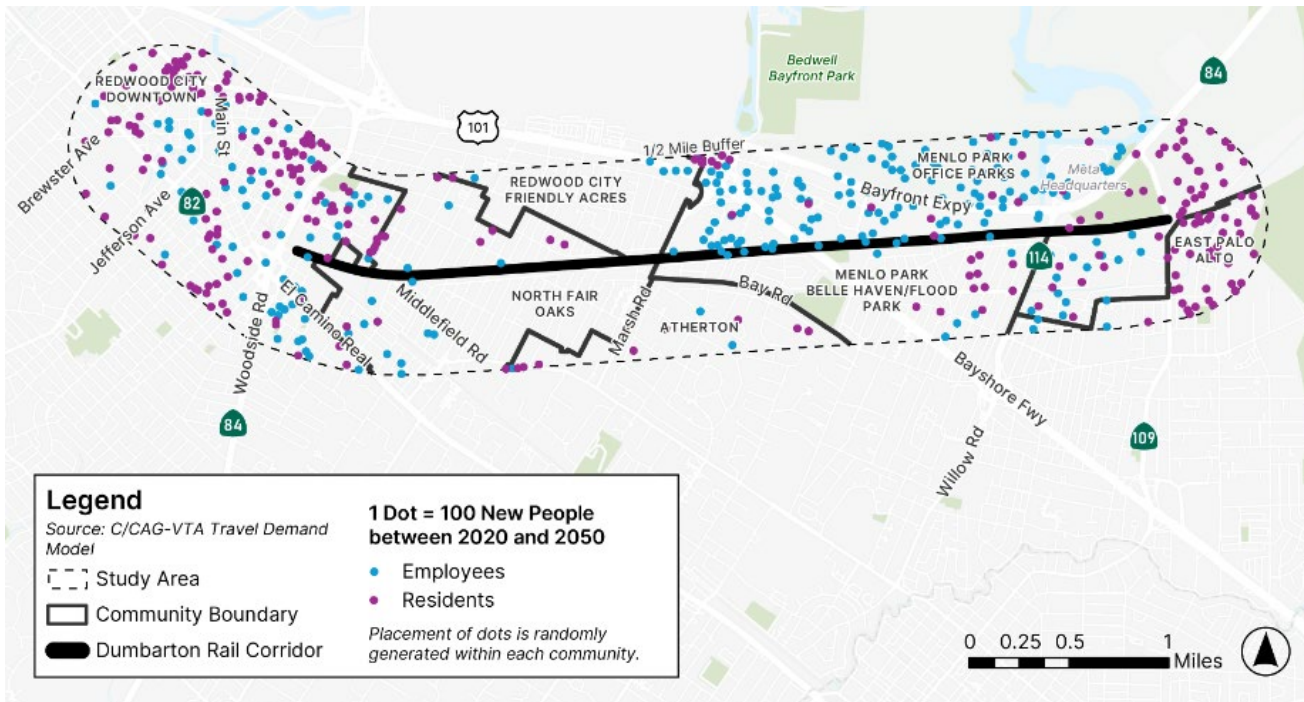 Bedwell
Bayfront Park
84
REDWOOD CITY
DOWNTOWN
Main St
101
1/2 Mile Buffer
MENLO PARK
OFFICE PARKS
Meta
Headquarters
Brewster Ave
REDWOOD CITY
FRIENDLY ACRES
Bayfront Expy
82
Jefferson Ave
EAST PALO
ALTO
114
MENLO PARK
BELLE HAVEN/FLOOD
PARK
El Camino Real
Middlefield Rd
NORTH FAIR
OAKS
Marsh Rd
Bay Rd
ATHERTON
Woodside Rd
Bayshore Fwy
84
109
Willow Rd
Legend
Source: C/CAG-VTA Travel Demand
Model
Study Area
Community Boundary
Dumbarton Rail Corridor
1 Dot = 100 New People
between 2020 and 2050
Employees
Residents
Placement of dots is randomly
generated within each community.
0 0.25 0.5 1
Miles